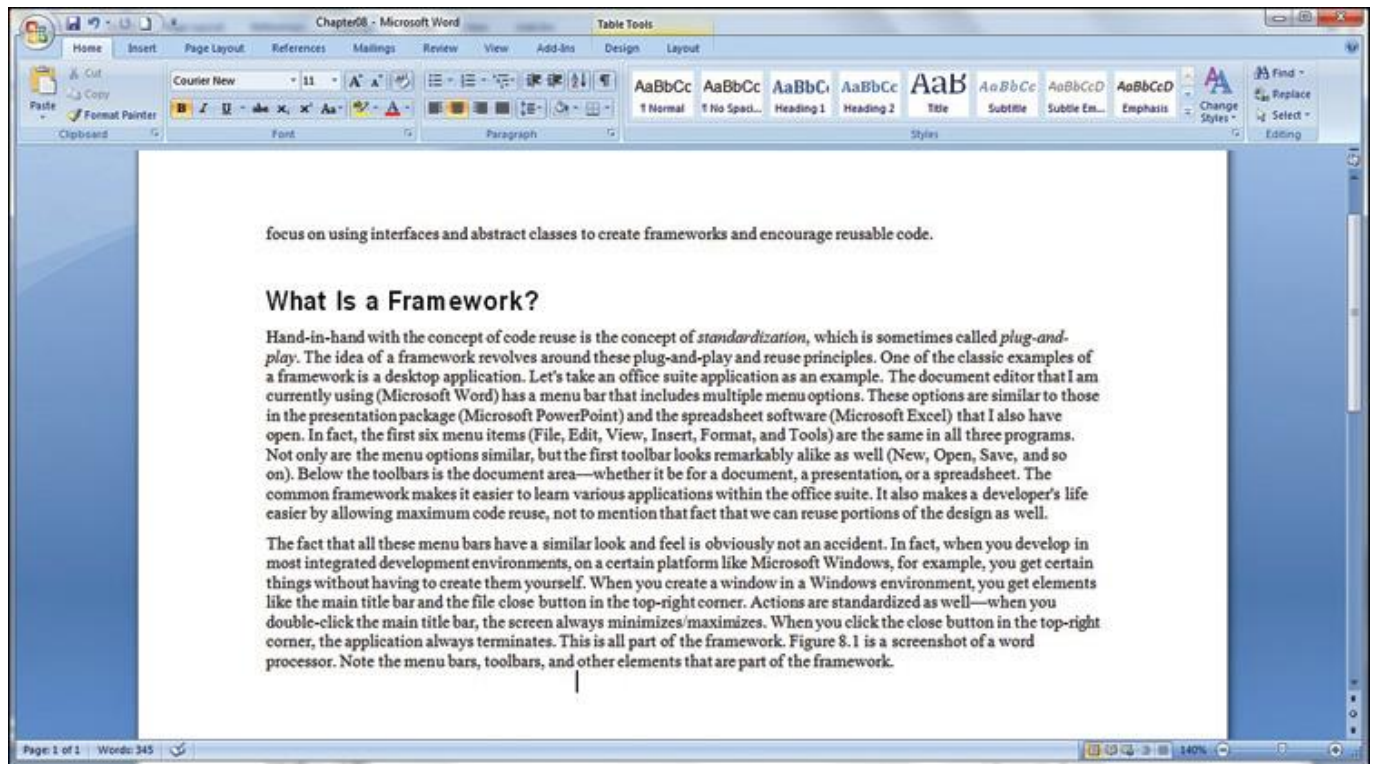 Chapter08 - Microsoft Word
Table Tools
Home Insert Page Layout References Mailings Review View Add-Ins Design Layout
Paste
Cut
Copy
Format Painter
Clipboard
Courier New 11
Font
Paragraph
AaBbCc AaBbCc AaBbC AaBbCc AaB AaBbCc AaBbCcD AaBbCcD
1 Normal 1 No Spaci... Heading 1 Heading 2 Title Subtitle Subtle Em... Emphasis
Change
Styles
Styles
Find
Replace
Select
Editing
focus on using interfaces and abstract classes to create frameworks and encourage reusable code.
What Is a Framework?
Hand-in-hand with the concept of code reuse is the concept of standardization, which is sometimes called plug-and-
play. The idea of a framework revolves around these plug-and-play and reuse principles. One of the classic examples of
a framework is a desktop application. Let's take an office suite application as an example. The document editor that I am
currently using (Microsoft Word) has a menu bar that includes multiple menu options. These options are similar to those
in the presentation package (Microsoft PowerPoint) and the spreadsheet software (Microsoft Excel) that I also have
open. In fact, the first six menu items (File, Edit, View, Insert, Format, and Tools) are the same in all three programs.
Not only are the menu options similar, but the first toolbar looks remarkably alike as well (New, Open, Save, and so
on). Below the toolbars is the document area—whether it be for a document, a presentation, or a spreadsheet. The
common framework makes it easier to learn various applications within the office suite. It also makes a developer's life
easier by allowing maximum code reuse, not to mention that fact that we can reuse portions of the design as well.
The fact that all these menu bars have a similar look and feel is obviously not an accident. In fact, when you develop in
most integrated development environments, on a certain platform like Microsoft Windows, for example, you get certain
things without having to create them yourself. When you create a window in a Windows environment, you get elements
like the main title bar and the file close button in the top-right corner. Actions are standardized as well—when you
double-click the main title bar, the screen always minimizes/maximizes. When you click the close button in the top-right
corner, the application always terminates. This is all part of the framework. Figure 8.1 is a screenshot of a word
processor. Note the menu bars, toolbars, and other elements that are part of the framework.
Page: 1 of 1 Words: 345 140%